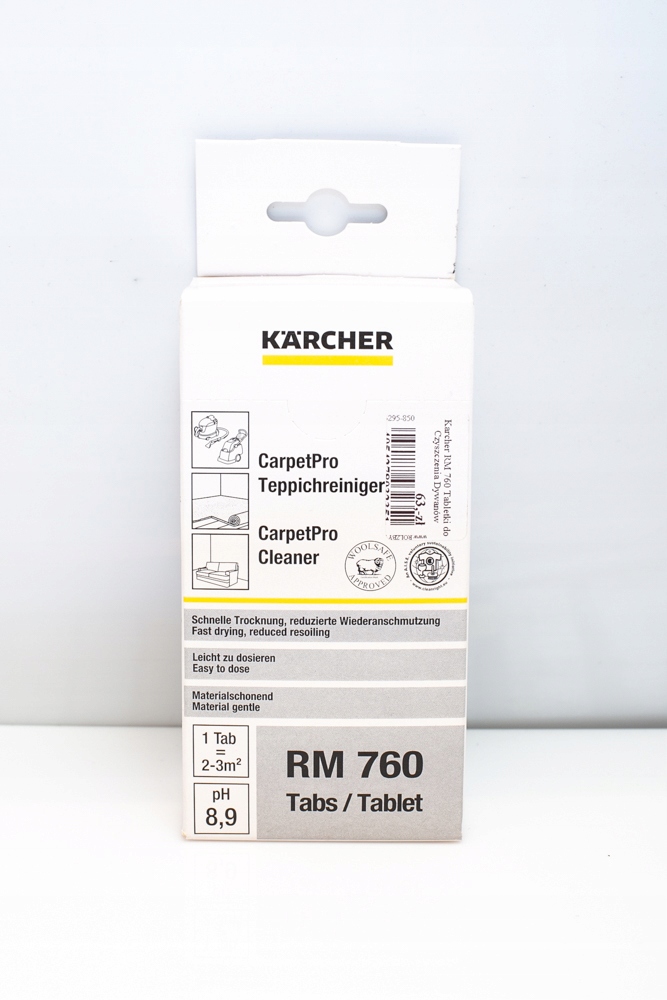 KÄRCHER
6295-850
Karcher RM 760 Tabletki do
Czyszczenia Dywanów
63,-zł
CarpetPro
Teppichreiniger
CarpetPro
Cleaner
WOOLSAFE
APPROVED
Schnelle Trocknung, reduzierte Wiederanschmutzung
Fast drying, reduced resoiling
Leicht zu dosieren
Easy to dose
Materialschonend
Material gentle
1 Tab
=
2-3m²
pH
8,9
RM 760
Tabs / Tablet